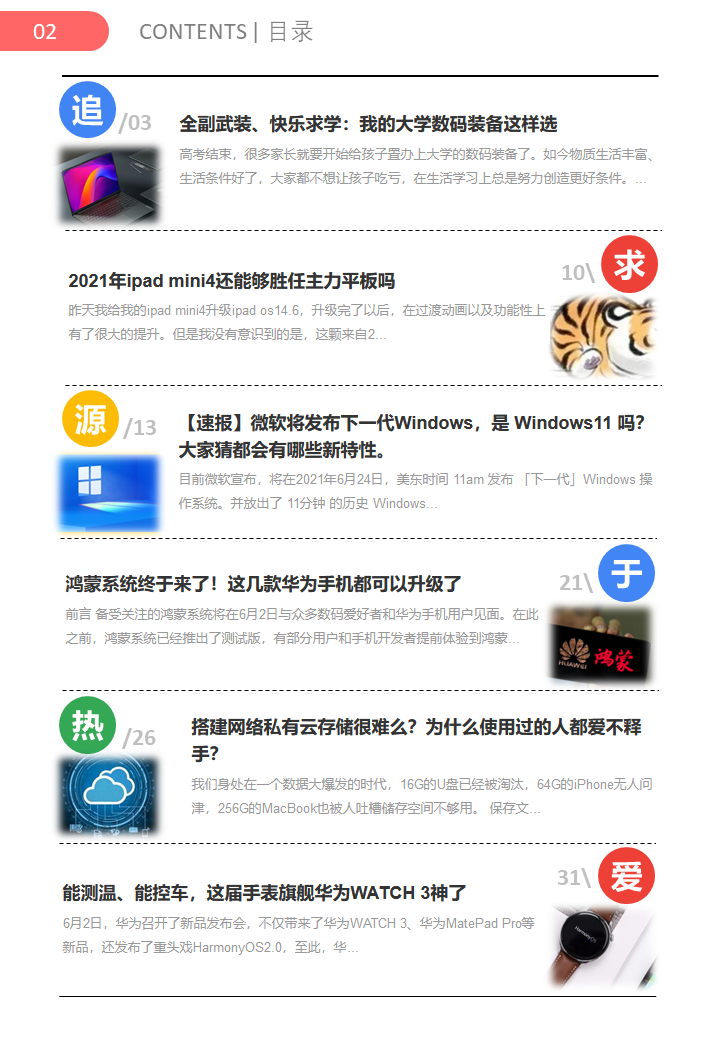 02
CONTENTS | 目录
追
/03
全副武装、快乐求学：我的大学数码装备这样选
高考结束，很多家长就要开始给孩子置办上大学的数码装备了。如今物质生活丰富、
生活条件好了，大家都不想让孩子吃亏，在生活学习上总是努力创造更好条件。...
10\
求
2021年ipad mini4还能够胜任主力平板吗
昨天我给我的ipad mini4升级ipad os14.6，升级完了以后，在过渡动画以及功能性上
有了很大的提升。但是我没有意识到的是，这颗来自2...
源
/13
【速报】微软将发布下一代Windows，是 Windows11 吗？
大家猜都会有哪些新特性。
目前微软宣布，将在2021年6月24日，美东时间 11am 发布 「下一代」Windows 操
作系统。并放出了 11分钟 的历史 Windows...
21\
于
鸿蒙系统终于来了！这几款华为手机都可以升级了
前言 备受关注的鸿蒙系统将在6月2日与众多数码爱好者和华为手机用户见面。在此
之前，鸿蒙系统已经推出了测试版，有部分用户和手机开发者提前体验到鸿蒙...
HUAWEI
鸿蒙
热
/26
搭建网络私有云存储很难么？为什么使用过的人都爱不释
手？
我们身处在一个数据大爆发的时代，16G的U盘已经被淘汰，64G的iPhone无人问
津，256G的MacBook也被人吐槽储存空间不够用。 保存文...
31\
爱
能测温、能控车，这届手表旗舰华为WATCH 3神了
6月2日，华为召开了新品发布会，不仅带来了华为WATCH 3、华为MatePad Pro等
新品，还发布了重头戏HarmonyOS2.0，至此，华...
HarmonyOS